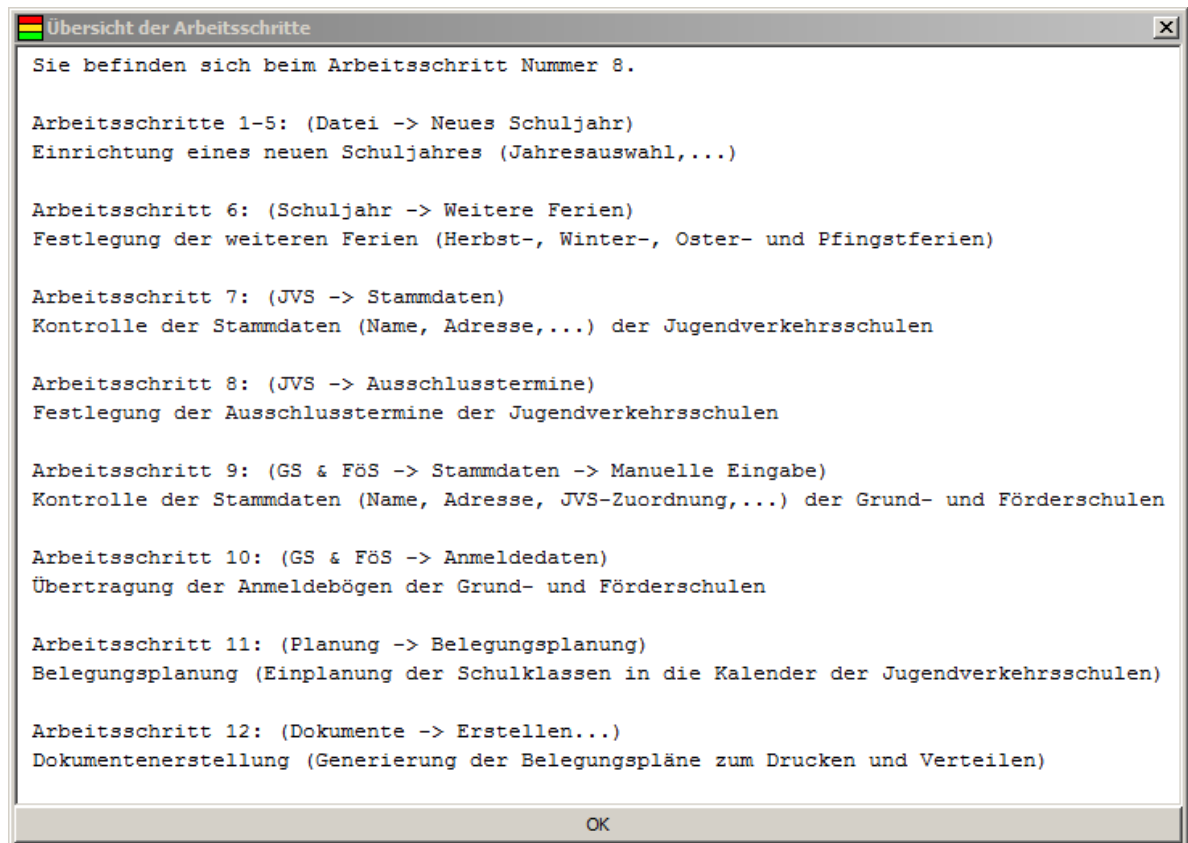 Übersicht der Arbeitsschritte
Sie befinden sich beim Arbeitsschritt Nummer 8.
Arbeitsschritte 1-5: (Datei -> Neues Schuljahr)
Einrichtung eines neuen Schuljahres (Jahresauswahl,...)
Arbeitsschritt 6: (Schuljahr -> Weitere Ferien)
Festlegung der weiteren Ferien (Herbst-, Winter-, Oster- und Pfingstferien)
Arbeitsschritt 7: (JVS -> Stammdaten)
Kontrolle der Stammdaten (Name, Adresse,...) der Jugendverkehrsschulen
Arbeitsschritt 8: (JVS -> Ausschlusstermine)
Festlegung der Ausschlusstermine der Jugendverkehrsschulen
Arbeitsschritt 9: (GS & FöS -> Stammdaten -> Manuelle Eingabe)
Kontrolle der Stammdaten (Name, Adresse, JVS-Zuordnung,...) der Grund- und Förderschulen
Arbeitsschritt 10: (GS & FöS -> Anmeldedaten)
Übertragung der Anmeldebögen der Grund- und Förderschulen
Arbeitsschritt 11: (Planung -> Belegungsplanung)
Belegungsplanung (Einplanung der Schulklassen in die Kalender der Jugendverkehrsschulen)
Arbeitsschritt 12: (Dokumente -> Erstellen...)
Dokumentenerstellung (Generierung der Belegungspläne zum Drucken und Verteilen)
OK